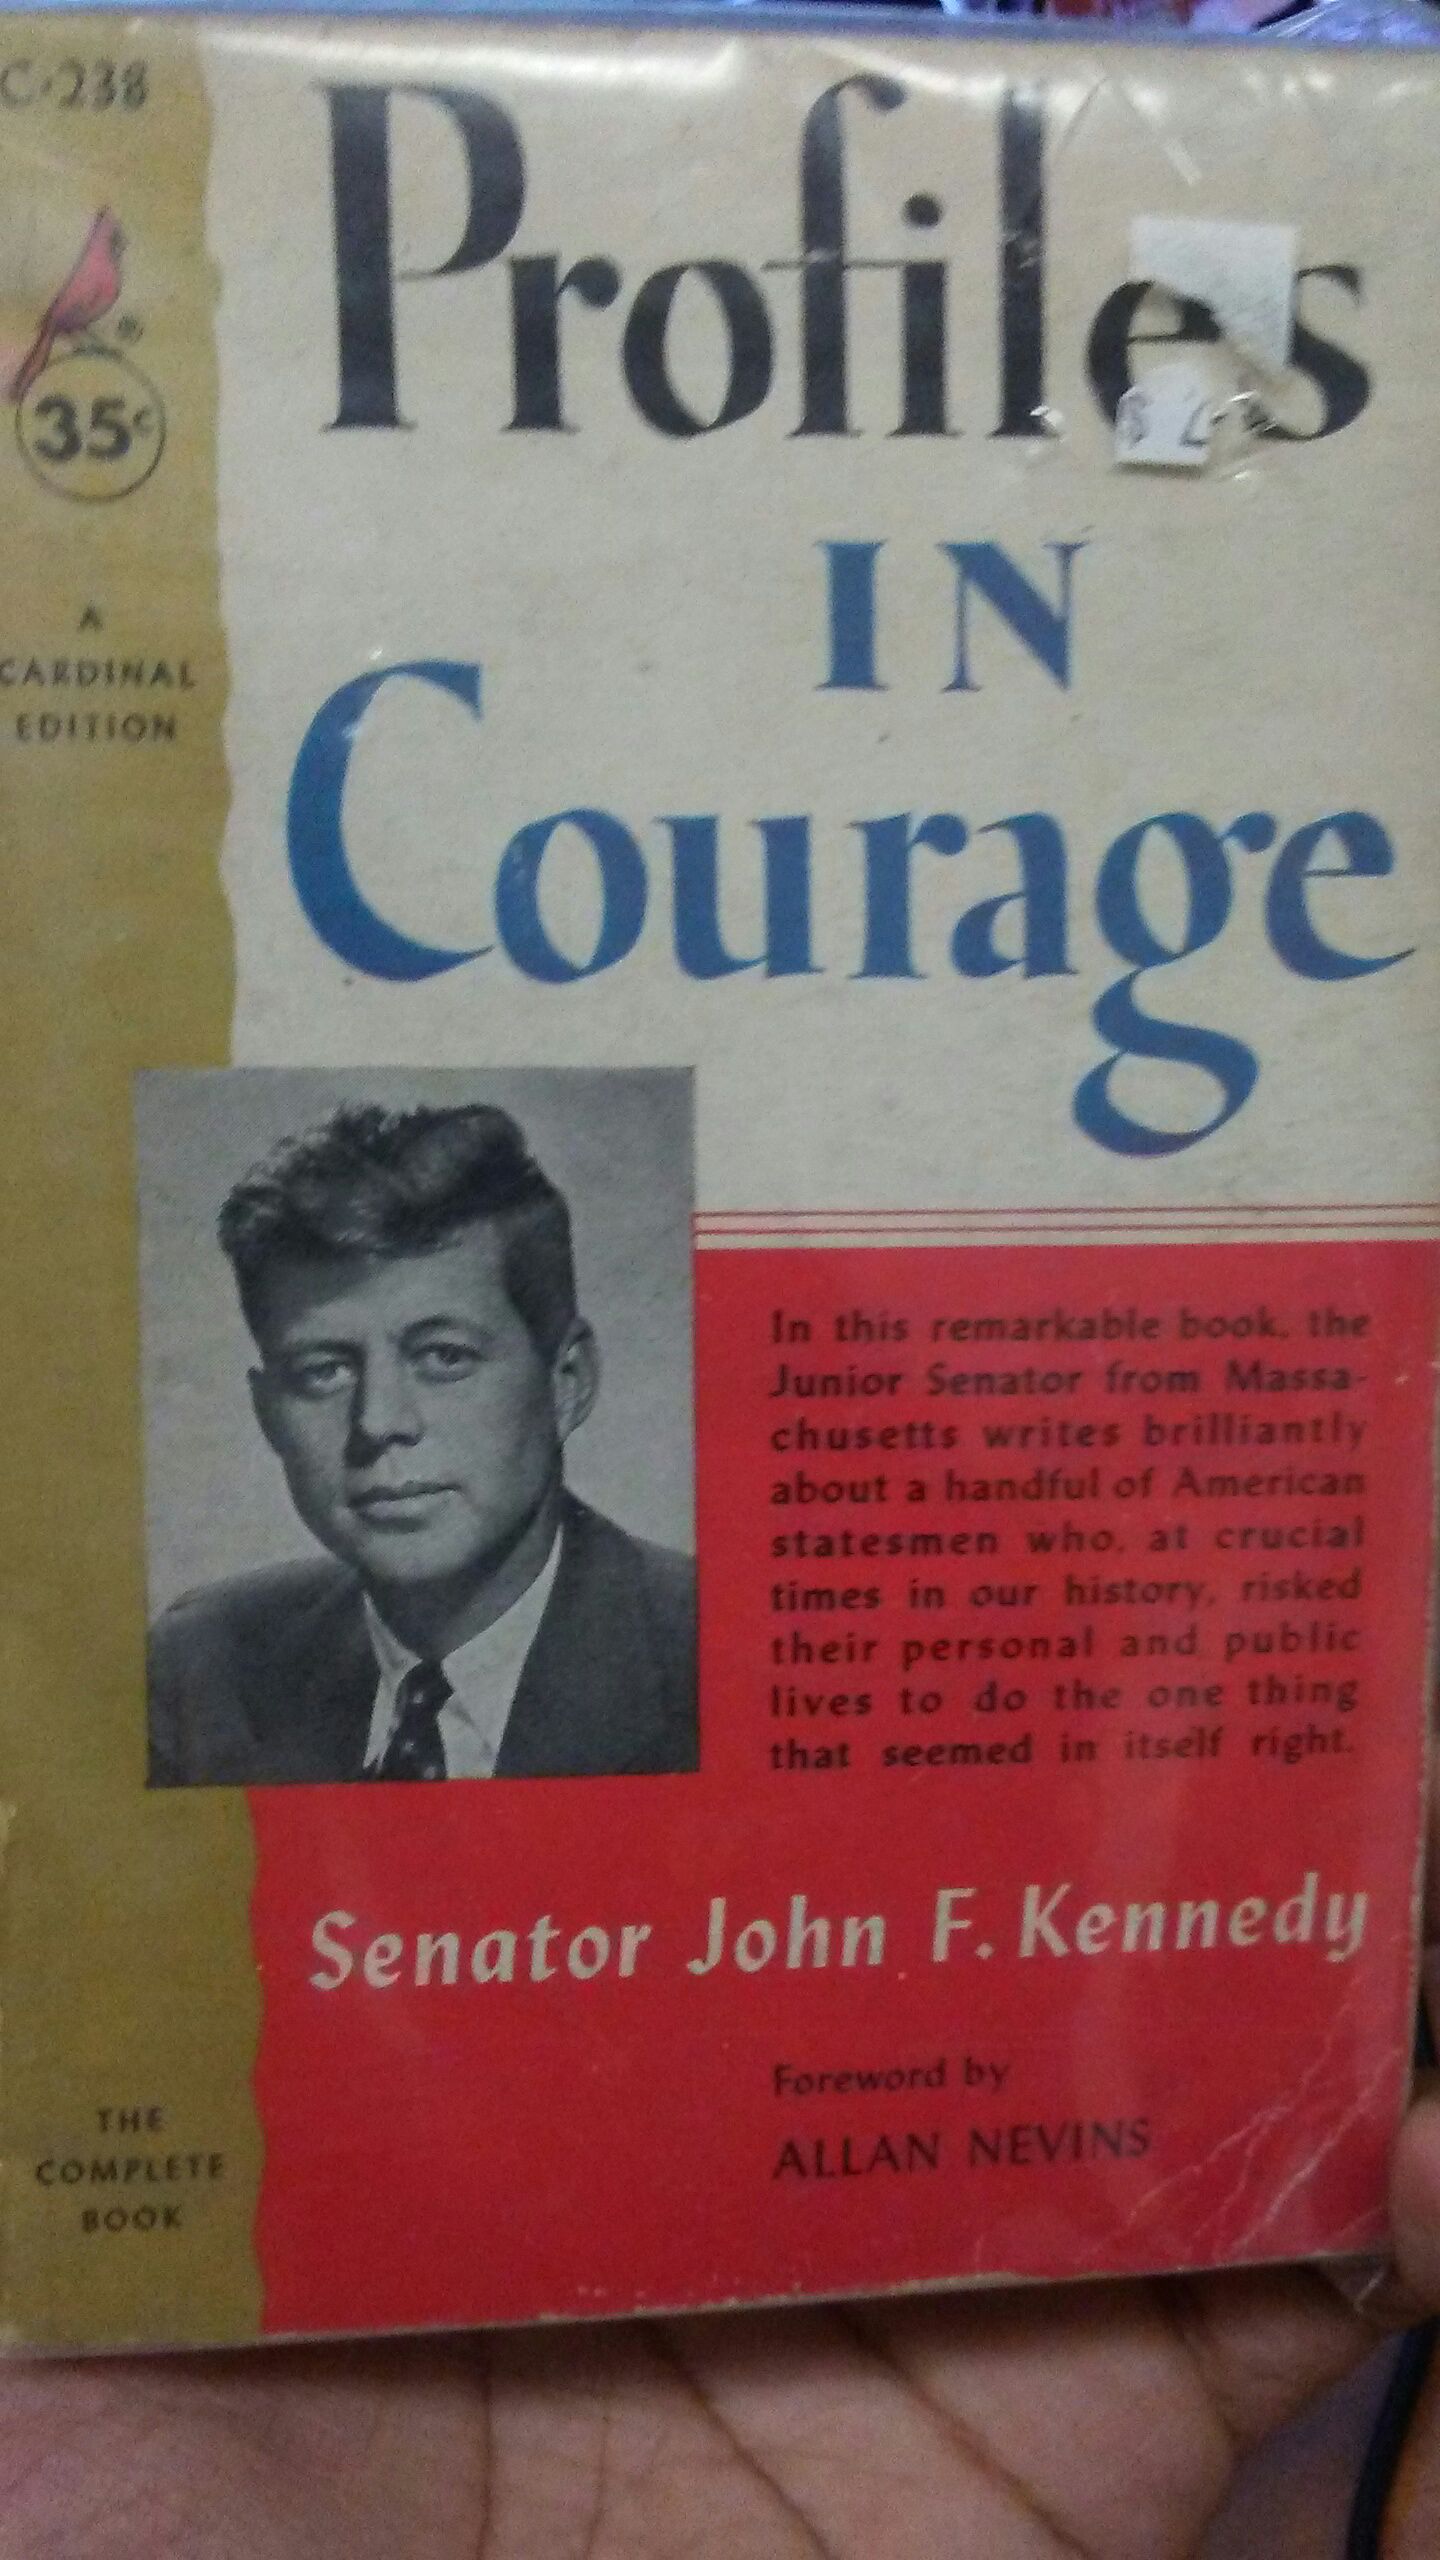 C·238
Profiles
IN
Courage
35¢
A
CARDINAL
EDITION
In this remarkable book, the
Junior Senator from Massa-
chusetts writes brilliantly
about a handful of American
statesmen who, at crucial
times in our history, risked
their personal and public
lives to do the one thing
that seemed in itself right.
Senator John F. Kennedy
Foreword by
ALLAN NEVINS
THE
COMPLETE
BOOK